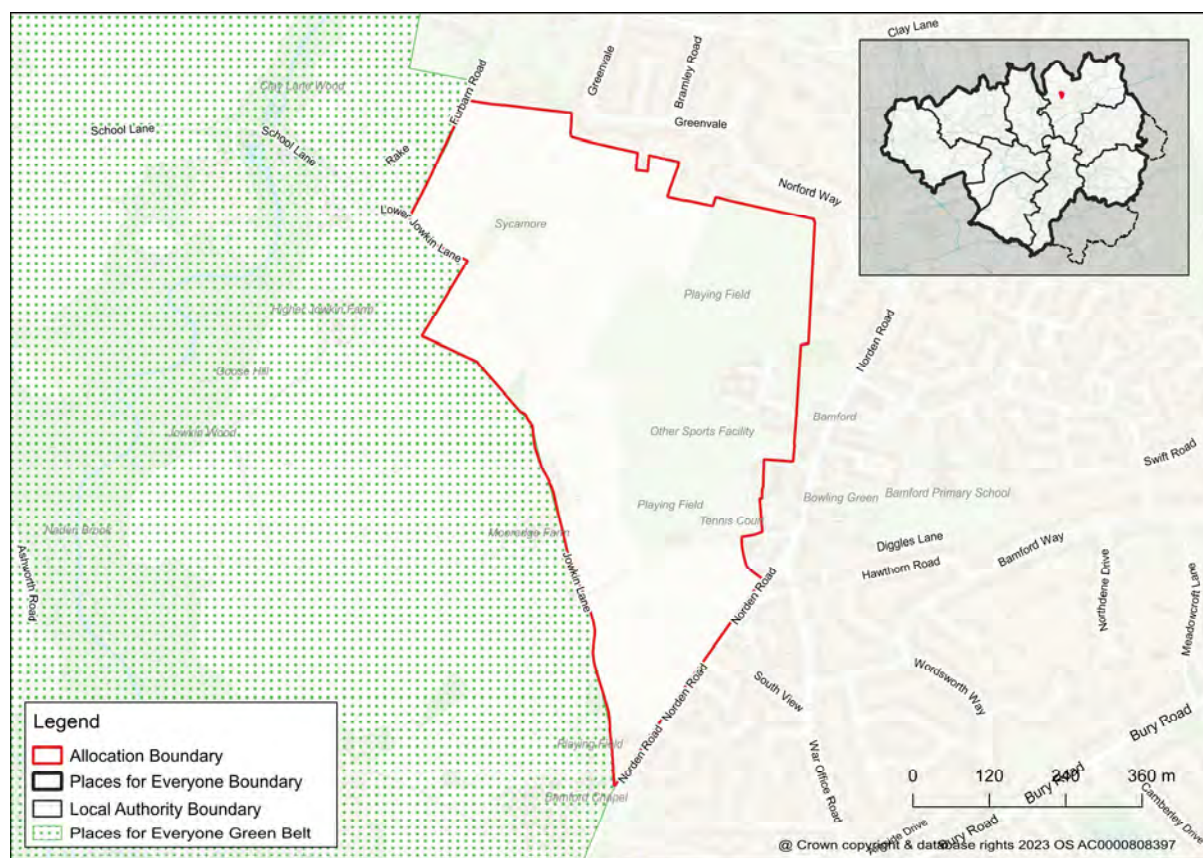 Clay Lane
Greenvale
Bramley Road
Clay Lane Wood
Furbarn Road
School Lane
School Lane
Greenvale
Rake
Norford Way
Lower Jowkin Lane
Sycamore
Playing Field
Higher Jowkin Farm
Norden Road
Goose Hill
Bamford
Jowkin Wood
Other Sports Facility
Swift Road
Bowling Green
Bamford Primary School
Playing Field
Tennis Court
Naden Brook
Mooredge Farm
Diggles Lane
Bamford Way
Hawthorn Road
Ashworth Road
Jowkin Lane
Norden Road
Northdene Drive
Meadowcroft Lane
Norden Road
South View
Wordsworth Way
Norden Road
Playing Field
War Office Road
Bury Road
Bury Road
Bury Road
Bamford Chapel
Camberley Drive
Legend
Allocation Boundary
Places for Everyone Boundary
Local Authority Boundary
Places for Everyone Green Belt
0 120 240 360 m
@ Crown copyright & database rights 2023 OS AC0000808397